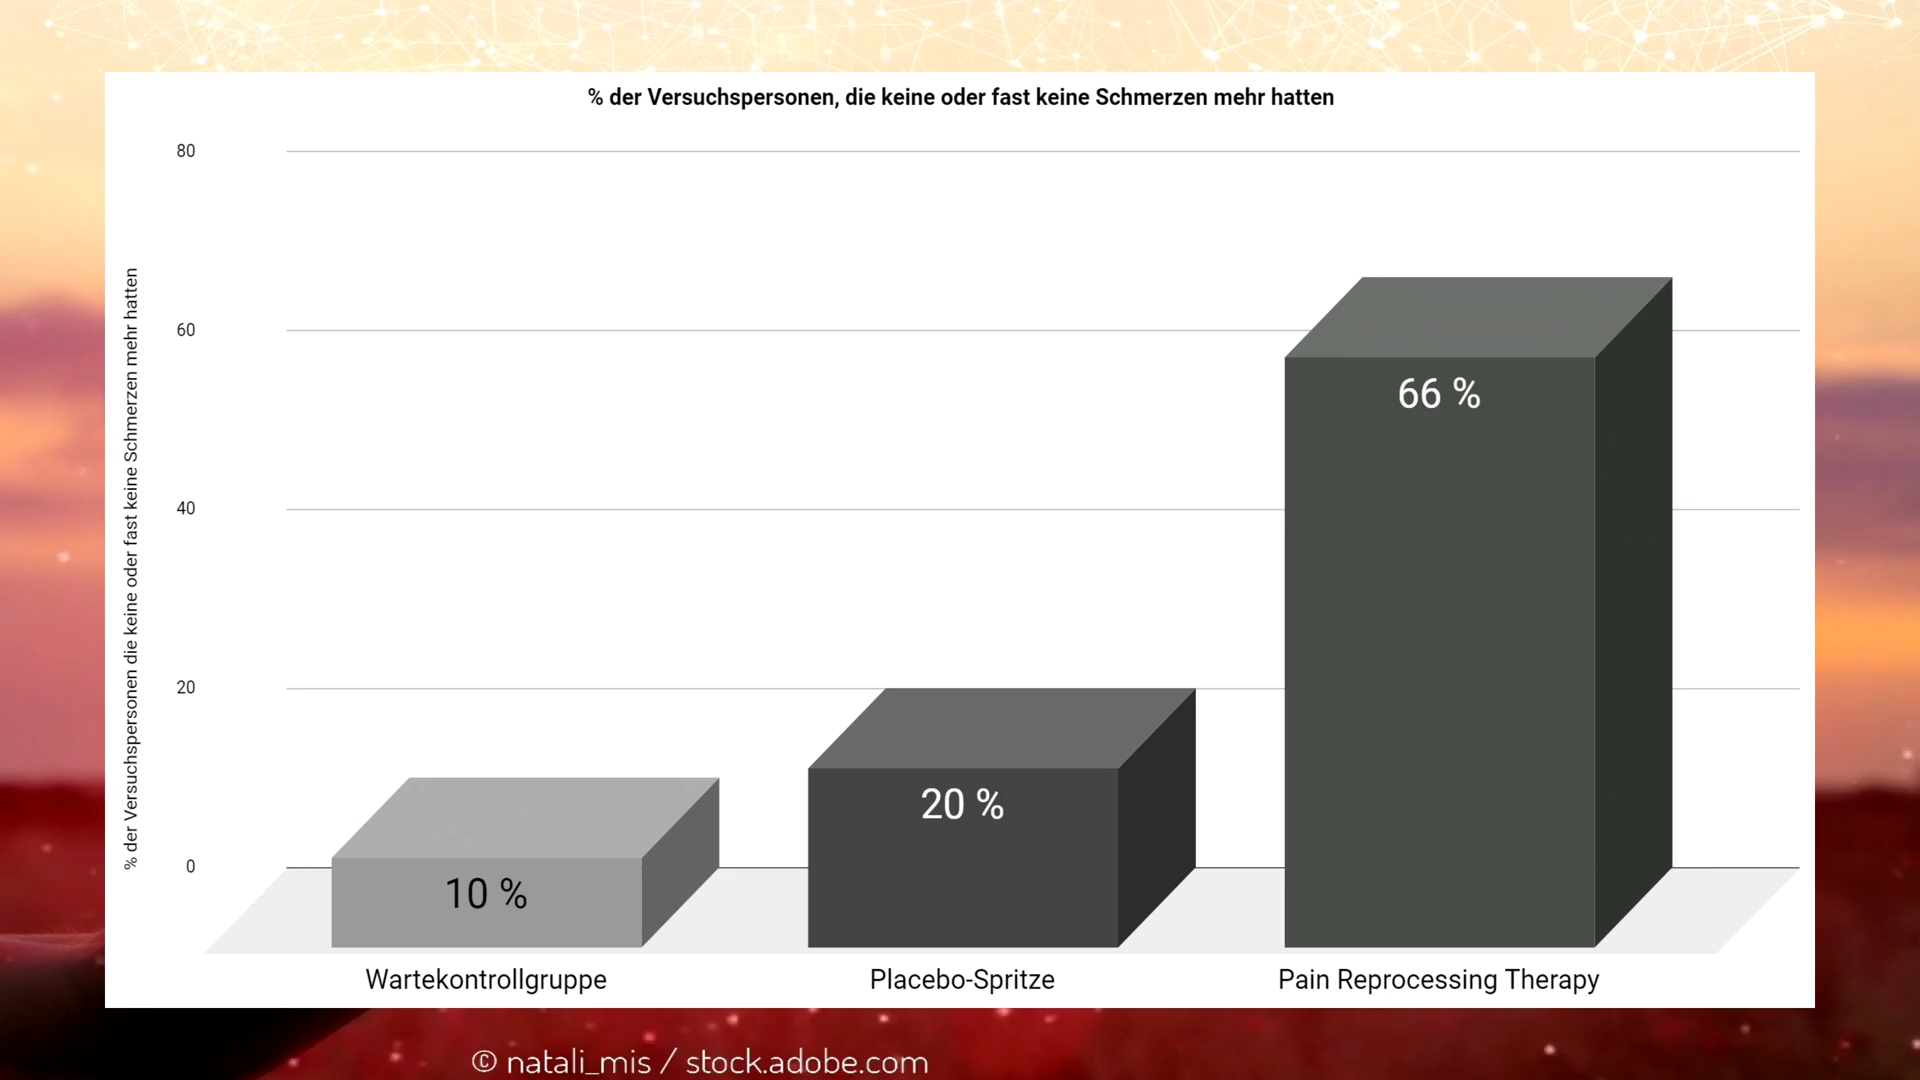 % der Versuchspersonen, die keine oder fast keine Schmerzen mehr hatten
% der Versuchspersonen die keine oder fast keine Schmerzen mehr hatten
80
60
40
20
0
10 %
20 %
66 %
Wartekontrollgruppe
Placebo-Spritze
Pain Reprocessing Therapy
© natali_mis / stock.adobe.com